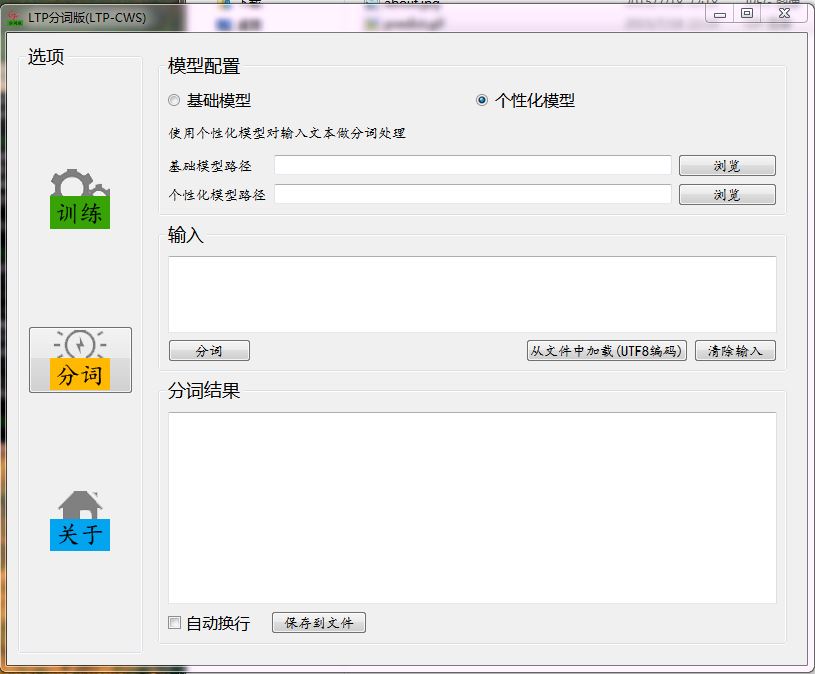 LTP分词版(LTP-CWS)
选项
训练
分词
关于
模型配置
基础模型
个性化模型
使用个性化模型对输入文本做分词处理
基础模型路径
浏览
个性化模型路径
浏览
输入
分词
从文件中加载(UTF8编码)
清除输入
分词结果
自动换行
保存到文件